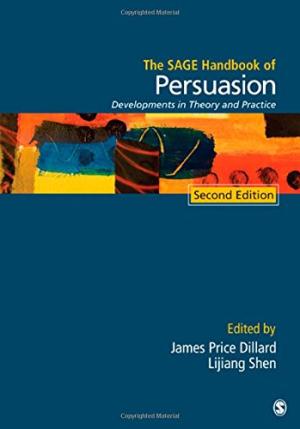 The SAGE Handbook of
Persuasion
Developments in Theory and Practice
Second Edition
Edited by
James Price Dillard
Lijiang Shen
S